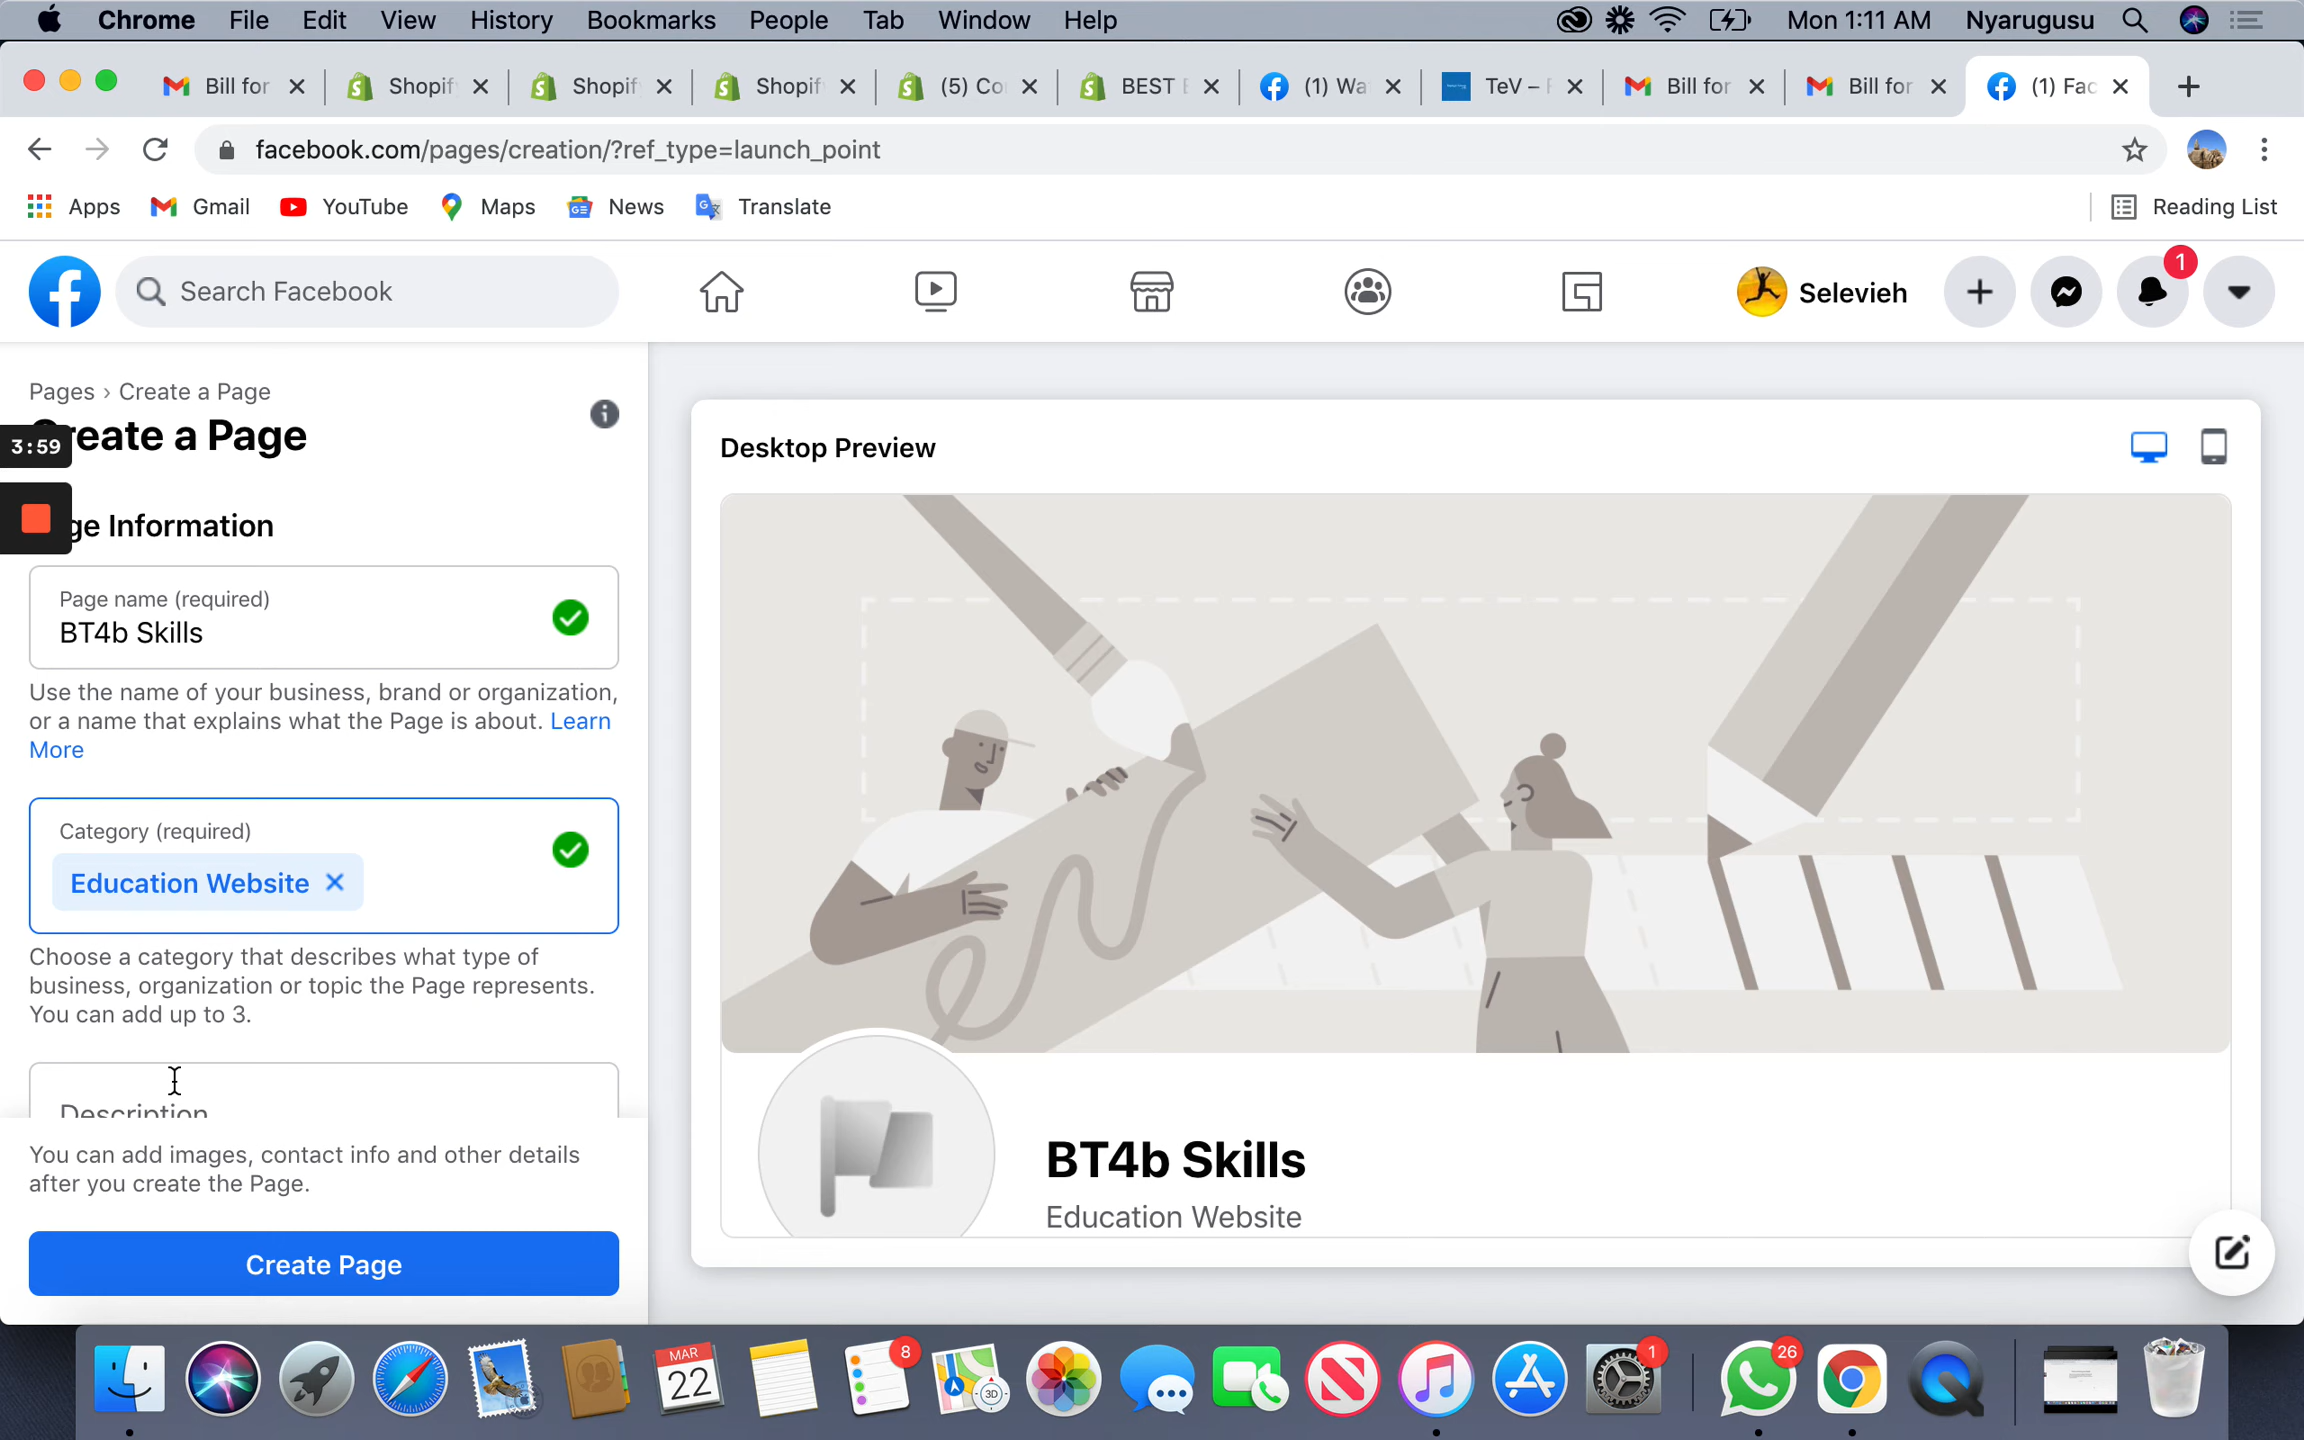 Chrome File Edit View History Bookmarks People Tab Window Help Mon 1:11 AM Nyarugusu
Bill for Shopif Shopif Shopif (5) Co BEST (1) Wa TeV – Bill for Bill for (1) Fac
facebook.com/pages/creation/?ref_type=launch_point
Apps Gmail YouTube Maps News Translate Reading List
Search Facebook Selevieh 1
Pages › Create a Page
reate a Page
3:59
Desktop Preview
ge Information
Page name (required)
BT4b Skills
Use the name of your business, brand or organization,
or a name that explains what the Page is about. Learn
More
Category (required)
Education Website
Choose a category that describes what type of
business, organization or topic the Page represents.
You can add up to 3.
Description
You can add images, contact info and other details
after you create the Page.
Create Page
BT4b Skills
Education Website
MAR
22
8
3D
1
26